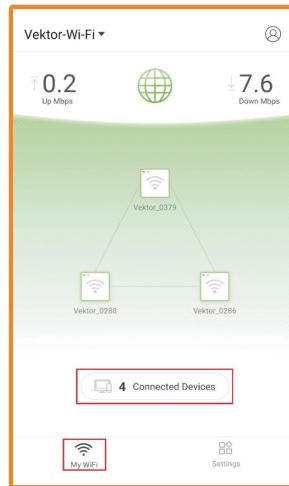 Vektor-Wi-Fi
0.2
Up Mbps
7.6
Down Mbps
Vektor_0379
Vektor_0288
Vektor_0286
4 Connected Devices
My WiFi
Settings